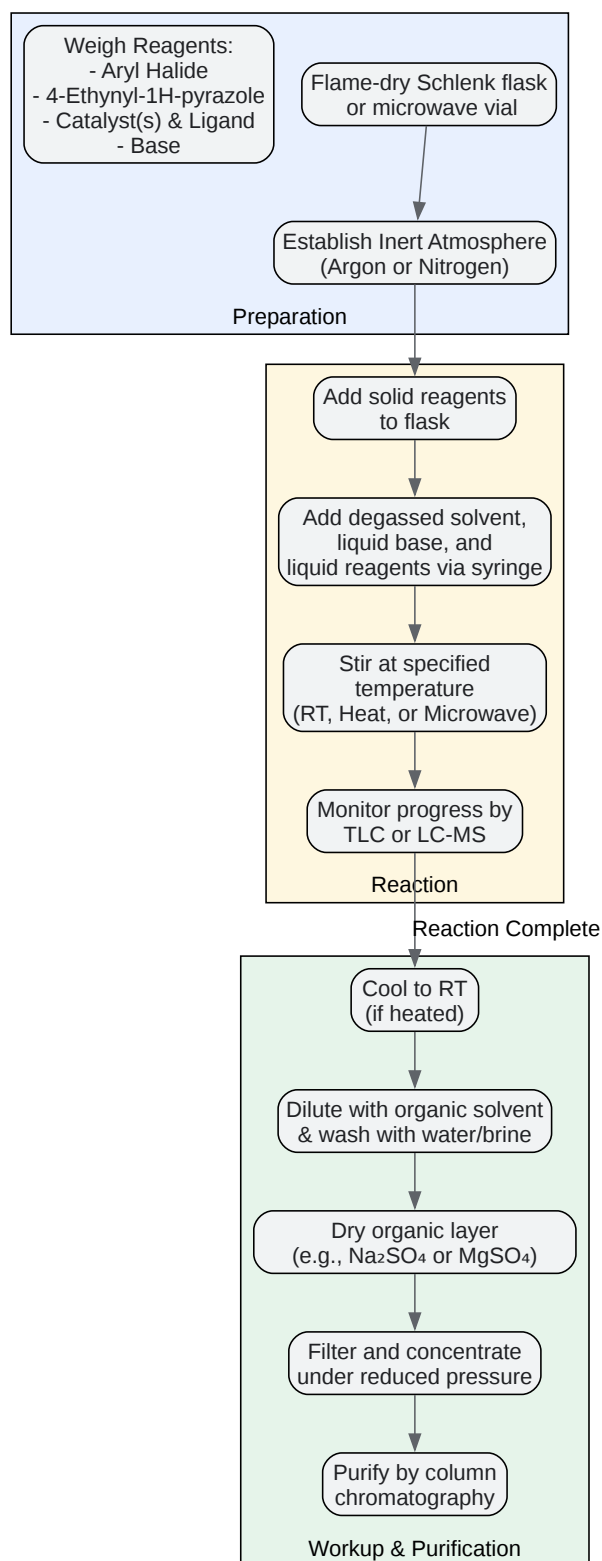 Weigh Reagents:
- Aryl Halide
- 4-Ethynyl-1H-pyrazole
- Catalyst(s) & Ligand
- Base
Flame-dry Schlenk flask
or microwave vial
Establish Inert Atmosphere
(Argon or Nitrogen)
Preparation
Add solid reagents
to flask
Add degassed solvent,
liquid base, and
liquid reagents via syringe
Stir at specified
temperature
(RT, Heat, or Microwave)
Monitor progress by
TLC or LC-MS
Reaction
Reaction Complete
Cool to RT
(if heated)
Dilute with organic solvent
& wash with water/brine
Dry organic layer
(e.g., Na₂SO₄ or MgSO₄)
Filter and concentrate
under reduced pressure
Purify by column
chromatography
Workup & Purification